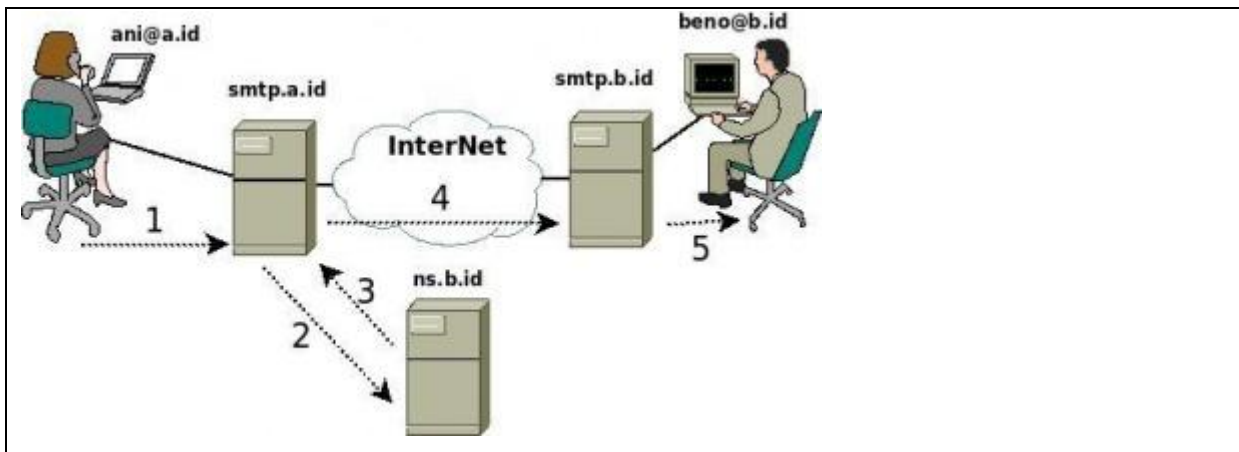 ani@a.id
beno@b.id
smtp.a.id
smtp.b.id
InterNet
4
1
5
ns.b.id
3
2